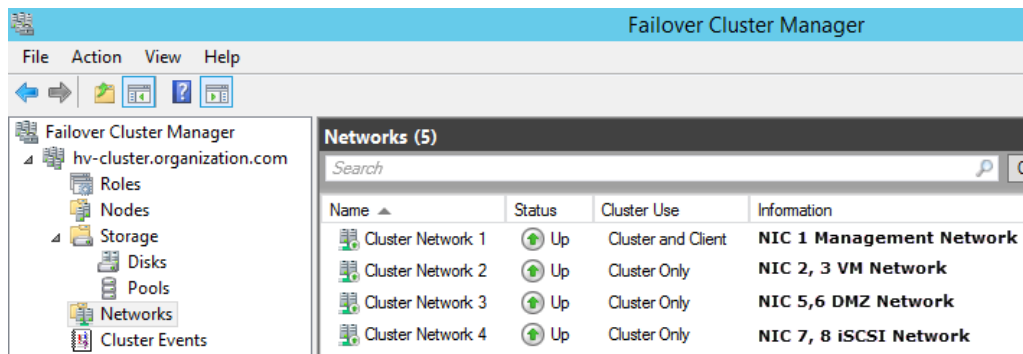 Failover Cluster Manager
File Action View Help
Failover Cluster Manager
hv-cluster.organization.com
Roles
Nodes
Storage
Disks
Pools
Networks
Cluster Events
Networks (5)
Search
Name Status Cluster Use Information
Cluster Network 1 Up Cluster and Client NIC 1 Management Network
Cluster Network 2 Up Cluster Only NIC 2, 3 VM Network
Cluster Network 3 Up Cluster Only NIC 5,6 DMZ Network
Cluster Network 4 Up Cluster Only NIC 7, 8 iSCSI Network